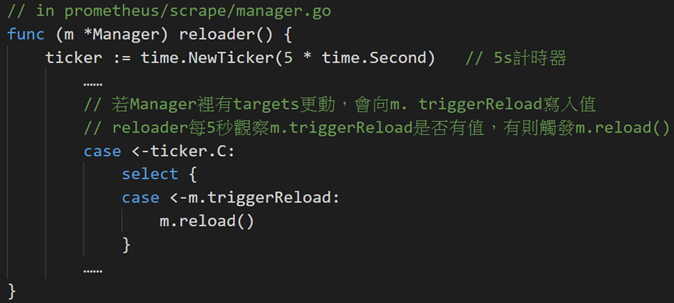 // in prometheus/scrape/manager.go
func (m *Manager) reloader() {
ticker := time.NewTicker(5 * time.Second)   // 5s計時器
……
// 若Manager裡有targets更動，會向m. triggerReload寫入值
// reloader每5秒觀察m.triggerReload是否有值，有則觸發m.reload()
case <-ticker.C:
select {
case <-m.triggerReload:
m.reload()
}
……
}